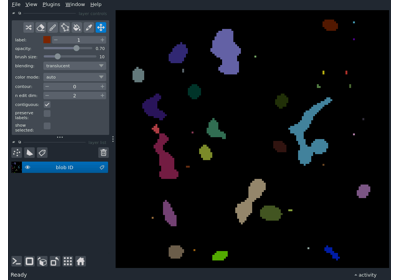 File View Plugins Window Help
label: 1
opacity: 0.70
brush size: 10
blending: translucent
color mode: auto
contour: 0
n edit dim: 2
contiguous:
preserve
labels:
show
selected:
blob ID
Ready
activity